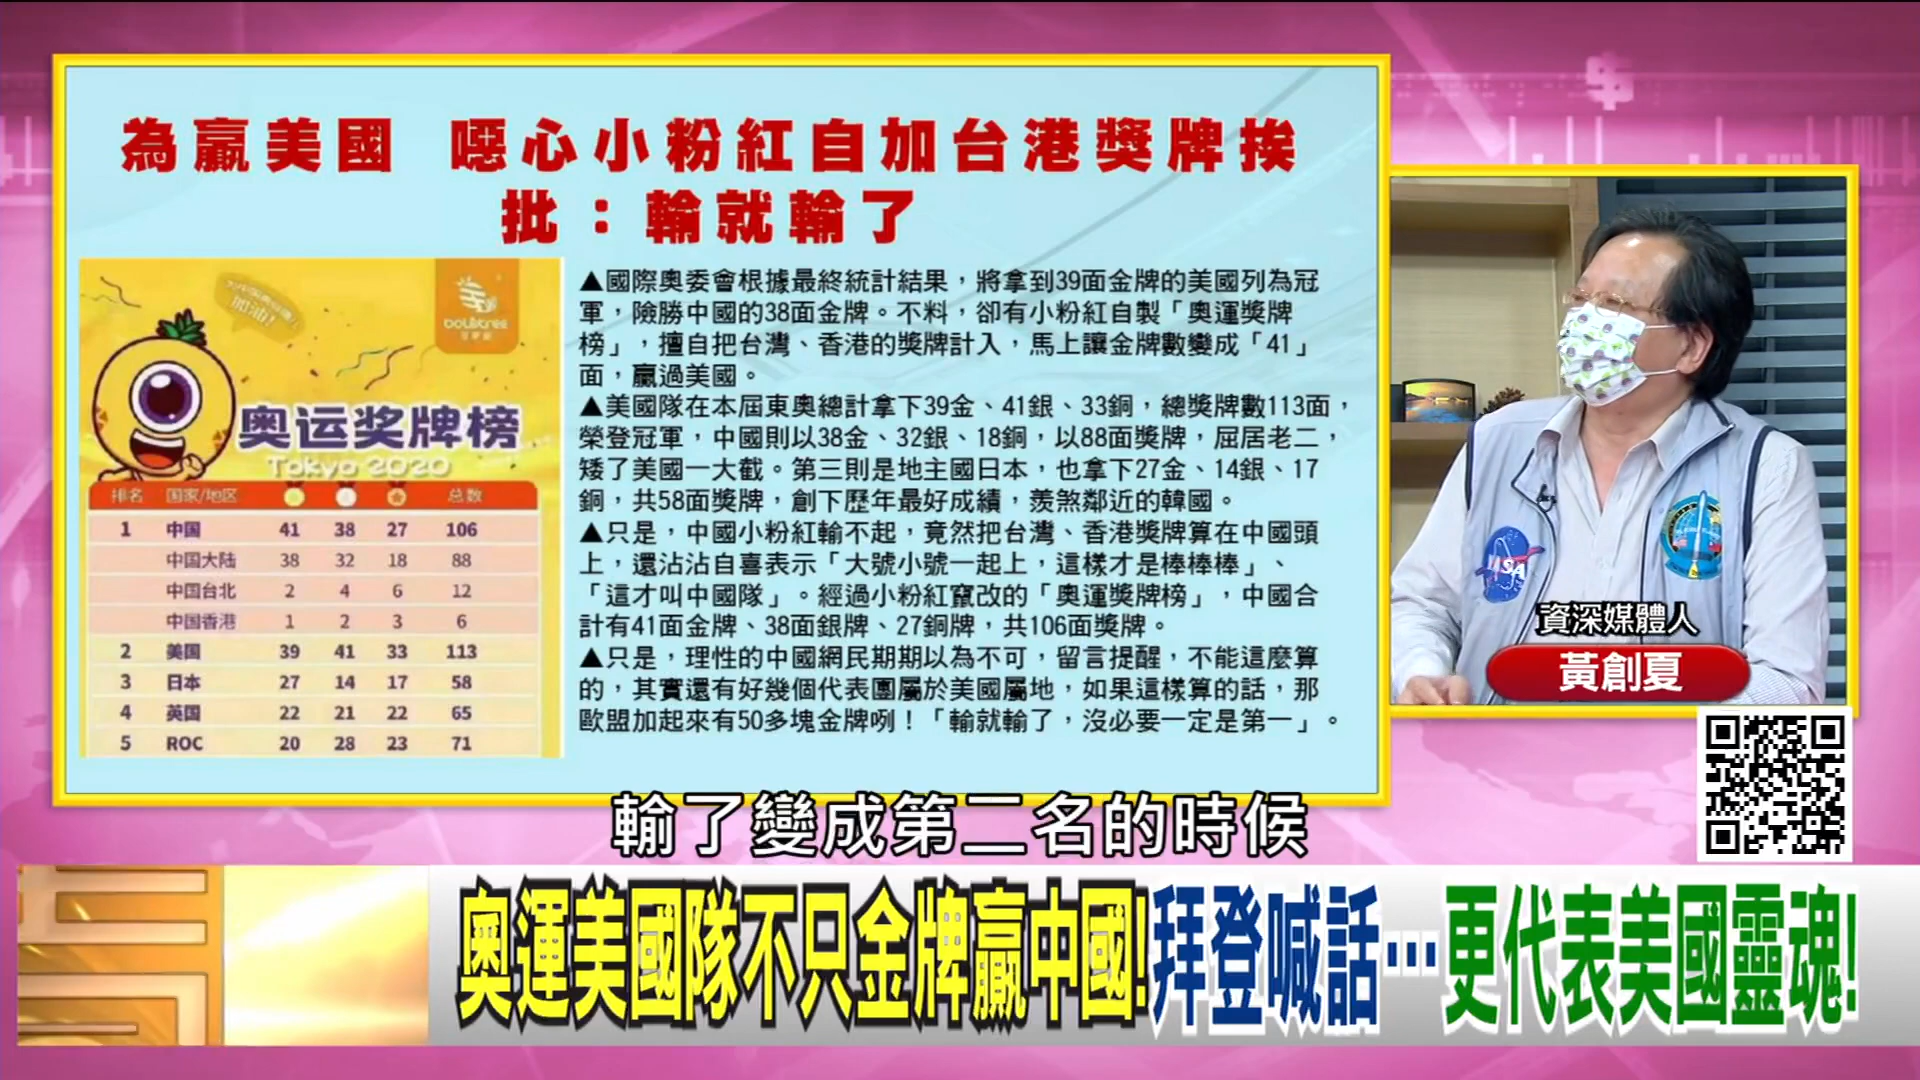 為贏美國 噁心小粉紅自加台港獎牌挨
批：輸就輸了
加油!
奥运奖牌榜
Tokyo 2020
排名 国家/地区 总数
1 中国 41 38 27 106
中国大陆 38 32 18 88
中国台北 2 4 6 12
中国香港 1 2 3 6
2 美国 39 41 33 113
3 日本 27 14 17 58
4 英国 22 21 22 65
5 ROC 20 28 23 71
▲國際奧委會根據最終統計結果，將拿到39面金牌的美國列為冠
軍，險勝中國的38面金牌。不料，卻有小粉紅自製「奧運獎牌
榜」，擅自把台灣、香港的獎牌計入，馬上讓金牌數變成「41」
面，贏過美國。
▲美國隊在本屆東奧總計拿下39金、41銀、33銅，總獎牌數113面，
榮登冠軍，中國則以38金、32銀、18銅，以88面獎牌，屈居老二，
矮了美國一大截。第三則是地主國日本，也拿下27金、14銀、17
銅，共58面獎牌，創下歷年最好成績，羨煞鄰近的韓國。
▲只是，中國小粉紅輸不起，竟然把台灣、香港獎牌算在中國頭
上，還沾沾自喜表示「大號小號一起上，這樣才是棒棒棒」、
「這才叫中國隊」。經過小粉紅竄改的「奧運獎牌榜」，中國合
計有41面金牌、38面銀牌、27銅牌，共106面獎牌。
▲只是，理性的中國網民期期以為不可，留言提醒，不能這麼算
的，其實還有好幾個代表團屬於美國屬地，如果這樣算的話，那
歐盟加起來有50多塊金牌咧！「輸就輸了，沒必要一定是第一」。
NASA
資深媒體人
黃創夏
輸了變成第二名的時候
奧運美國隊不只金牌贏中國!拜登喊話…更代表美國靈魂!